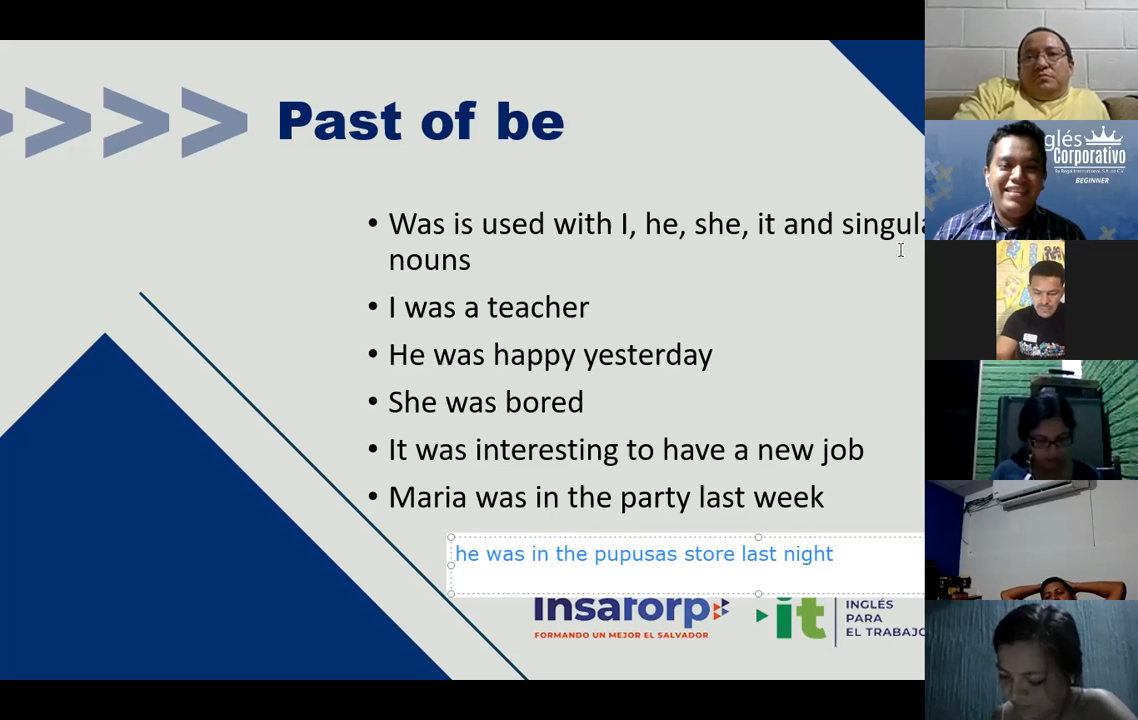 Past of be
• Was is used with I, he, she, it and singula
nouns
• I was a teacher
• He was happy yesterday
• She was bored
• It was interesting to have a new job
• Maria was in the party last week
he was in the pupusas store last night
Insaforp
FORMANDO UN MEJOR EL SALVADOR
it
INGLÉS
PARA
EL TRABAJO
glés
Corporativo
BEGINNER